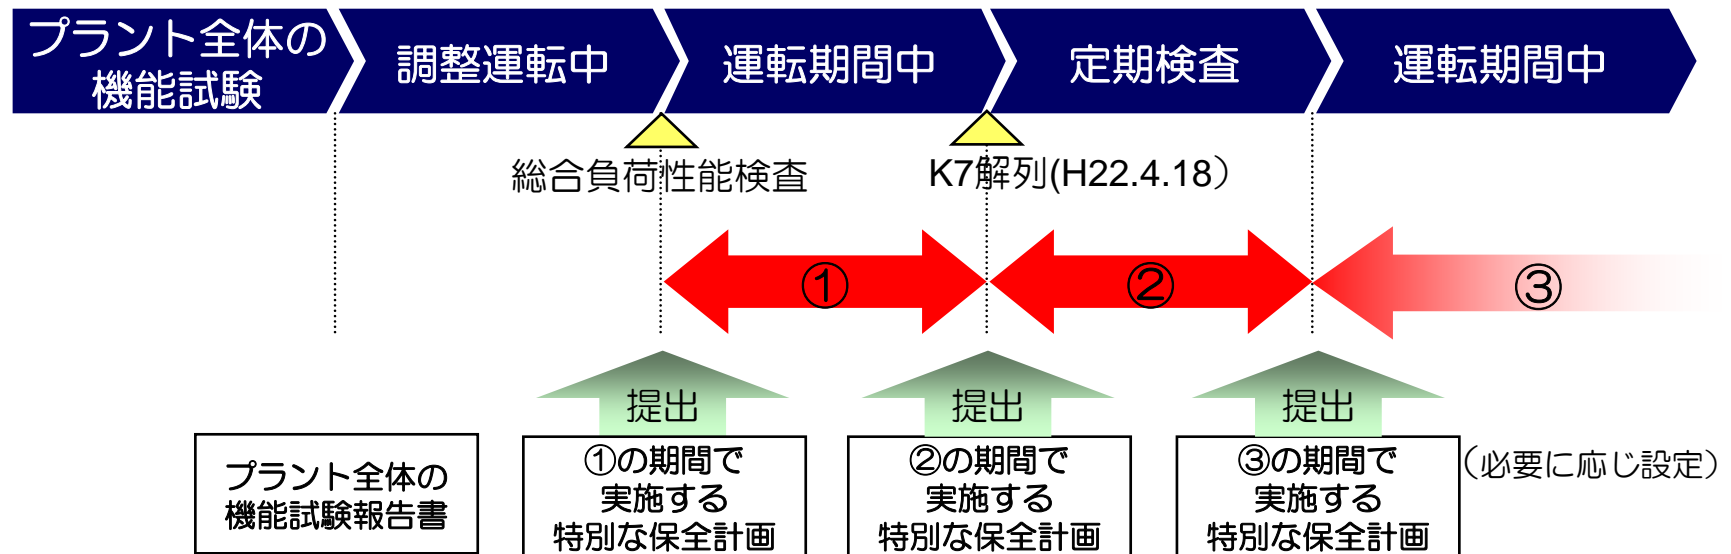 プラント全体の
機能試験
調整運転中
運転期間中
定期検査
運転期間中
総合負荷性能検査
K7解列(H22.4.18）
①
②
③
提出
提出
提出
プラント全体の
機能試験報告書
①の期間で
実施する
特別な保全計画
②の期間で
実施する
特別な保全計画
③の期間で
実施する
特別な保全計画
（必要に応じ設定）